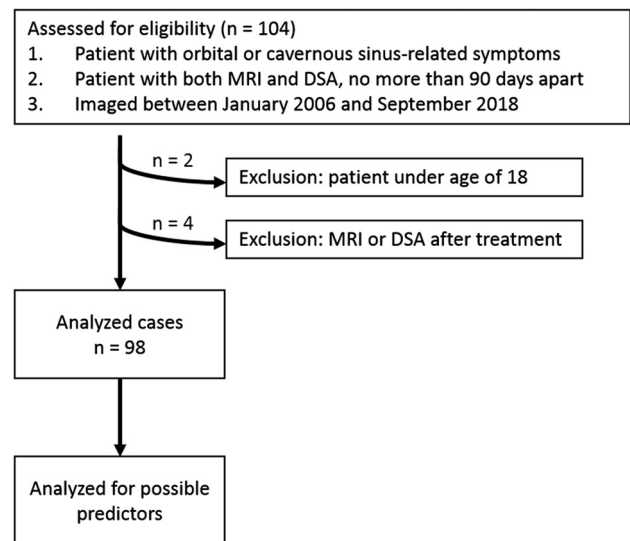 Assessed for eligibility (n = 104)
1. Patient with orbital or cavernous sinus-related symptoms
2. Patient with both MRI and DSA, no more than 90 days apart
3. Imaged between January 2006 and September 2018
n = 2
Exclusion: patient under age of 18
n = 4
Exclusion: MRI or DSA after treatment
Analyzed cases
n = 98
Analyzed for possible
predictors